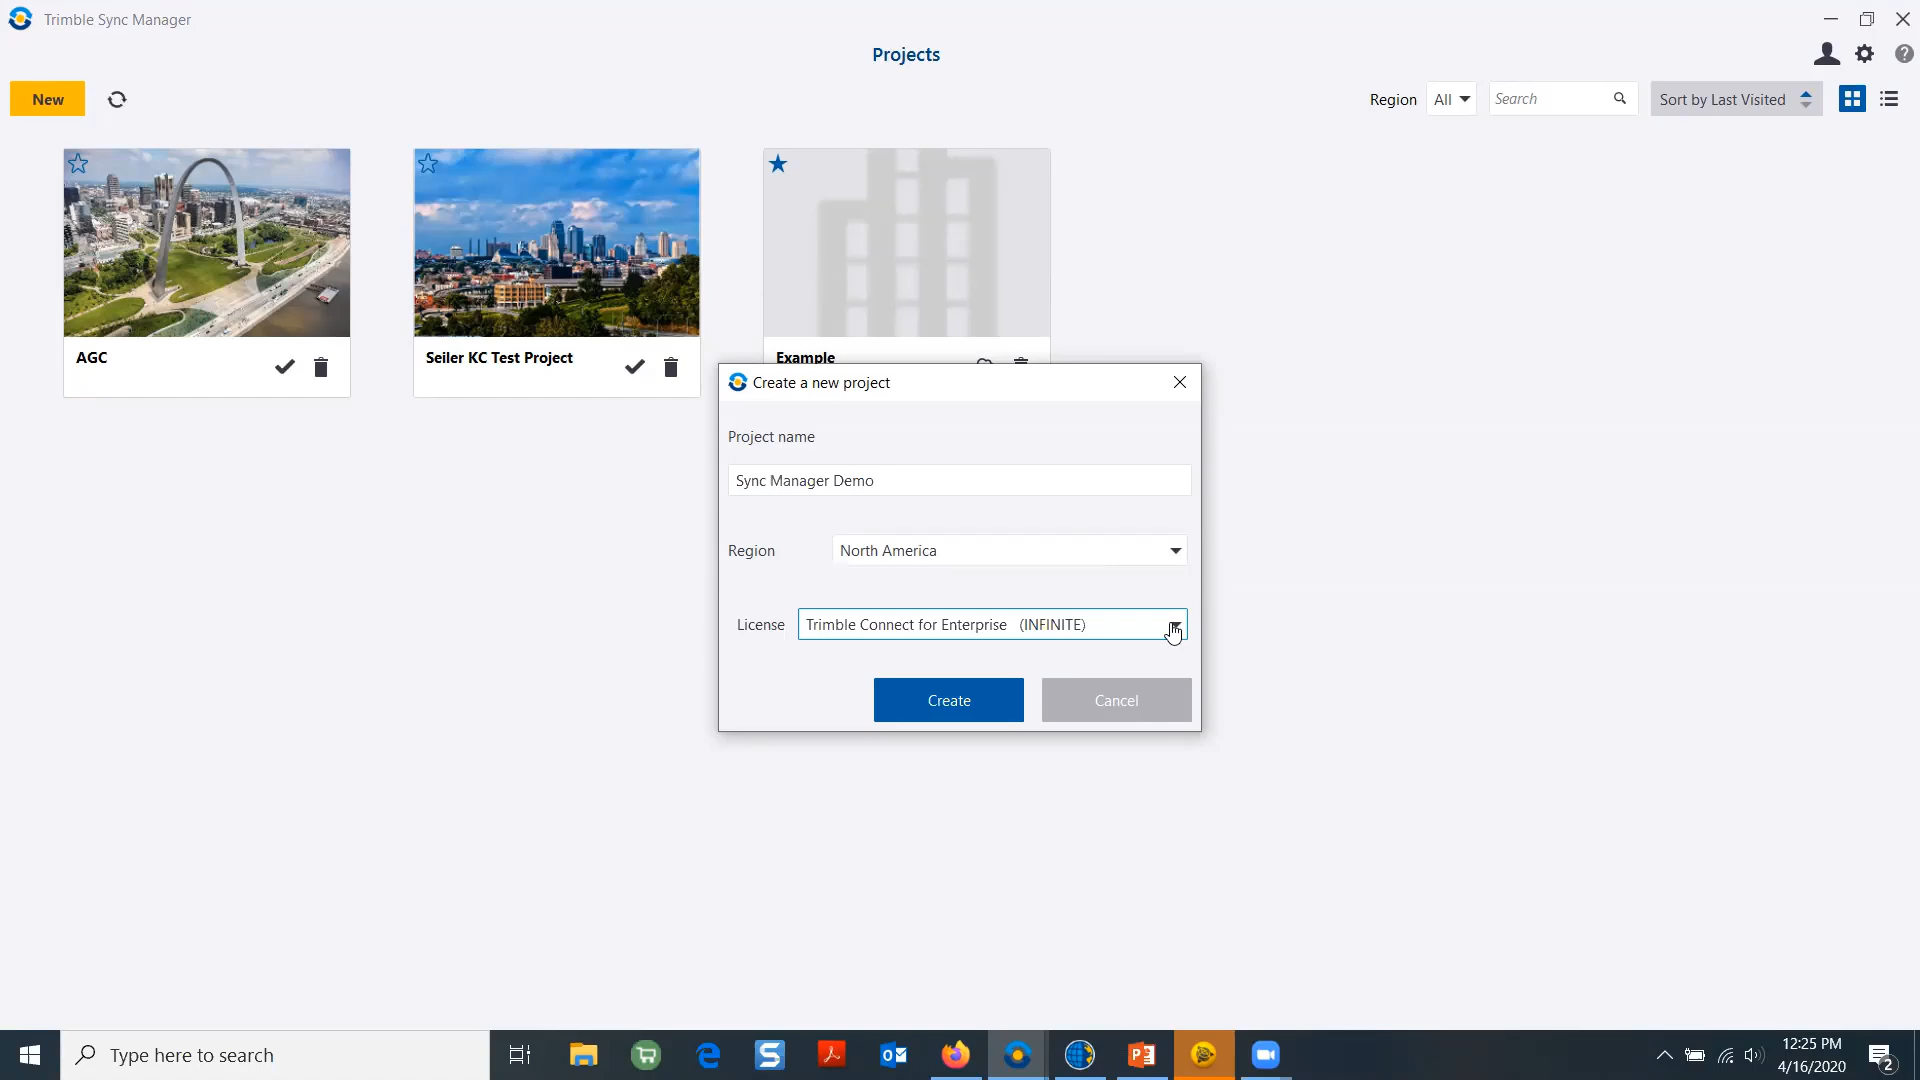 Trimble Sync Manager
Projects
New
Region All Search Sort by Last Visited
AGC
Seiler KC Test Project
Example
Create a new project
Project name
Sync Manager Demo
Region North America
License Trimble Connect for Enterprise (INFINITE)
Create Cancel
Type here to search
12:25 PM
4/16/2020
2